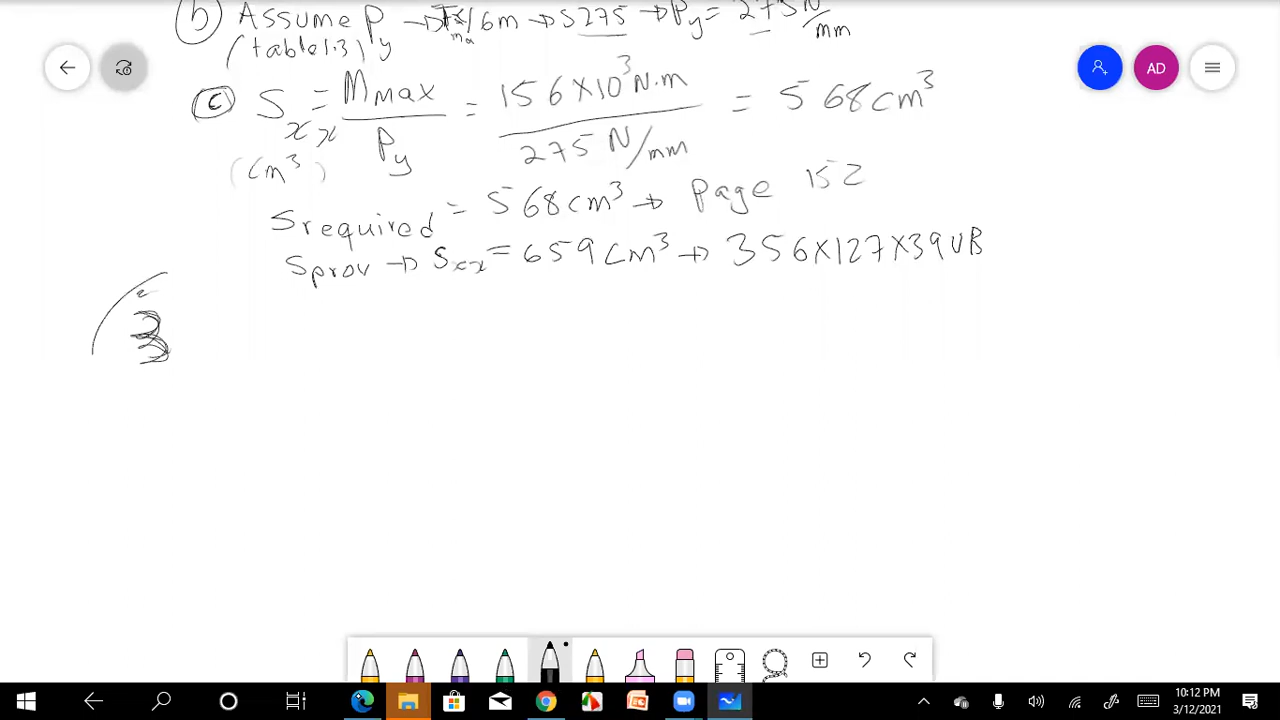 b) Assume Py → /16m → S275 → Py = 275 N/mm
(table 1.3)
AD
(c) Sxx = Mmax/Py = 156×10³ N.m / 275 N/mm = 568 cm³
(cm³)
Srequired = 568 cm³ → Page 152
Sprov → Sxx = 659 cm³ → 356×127×39 UB
3
10:12 PM
3/12/2021